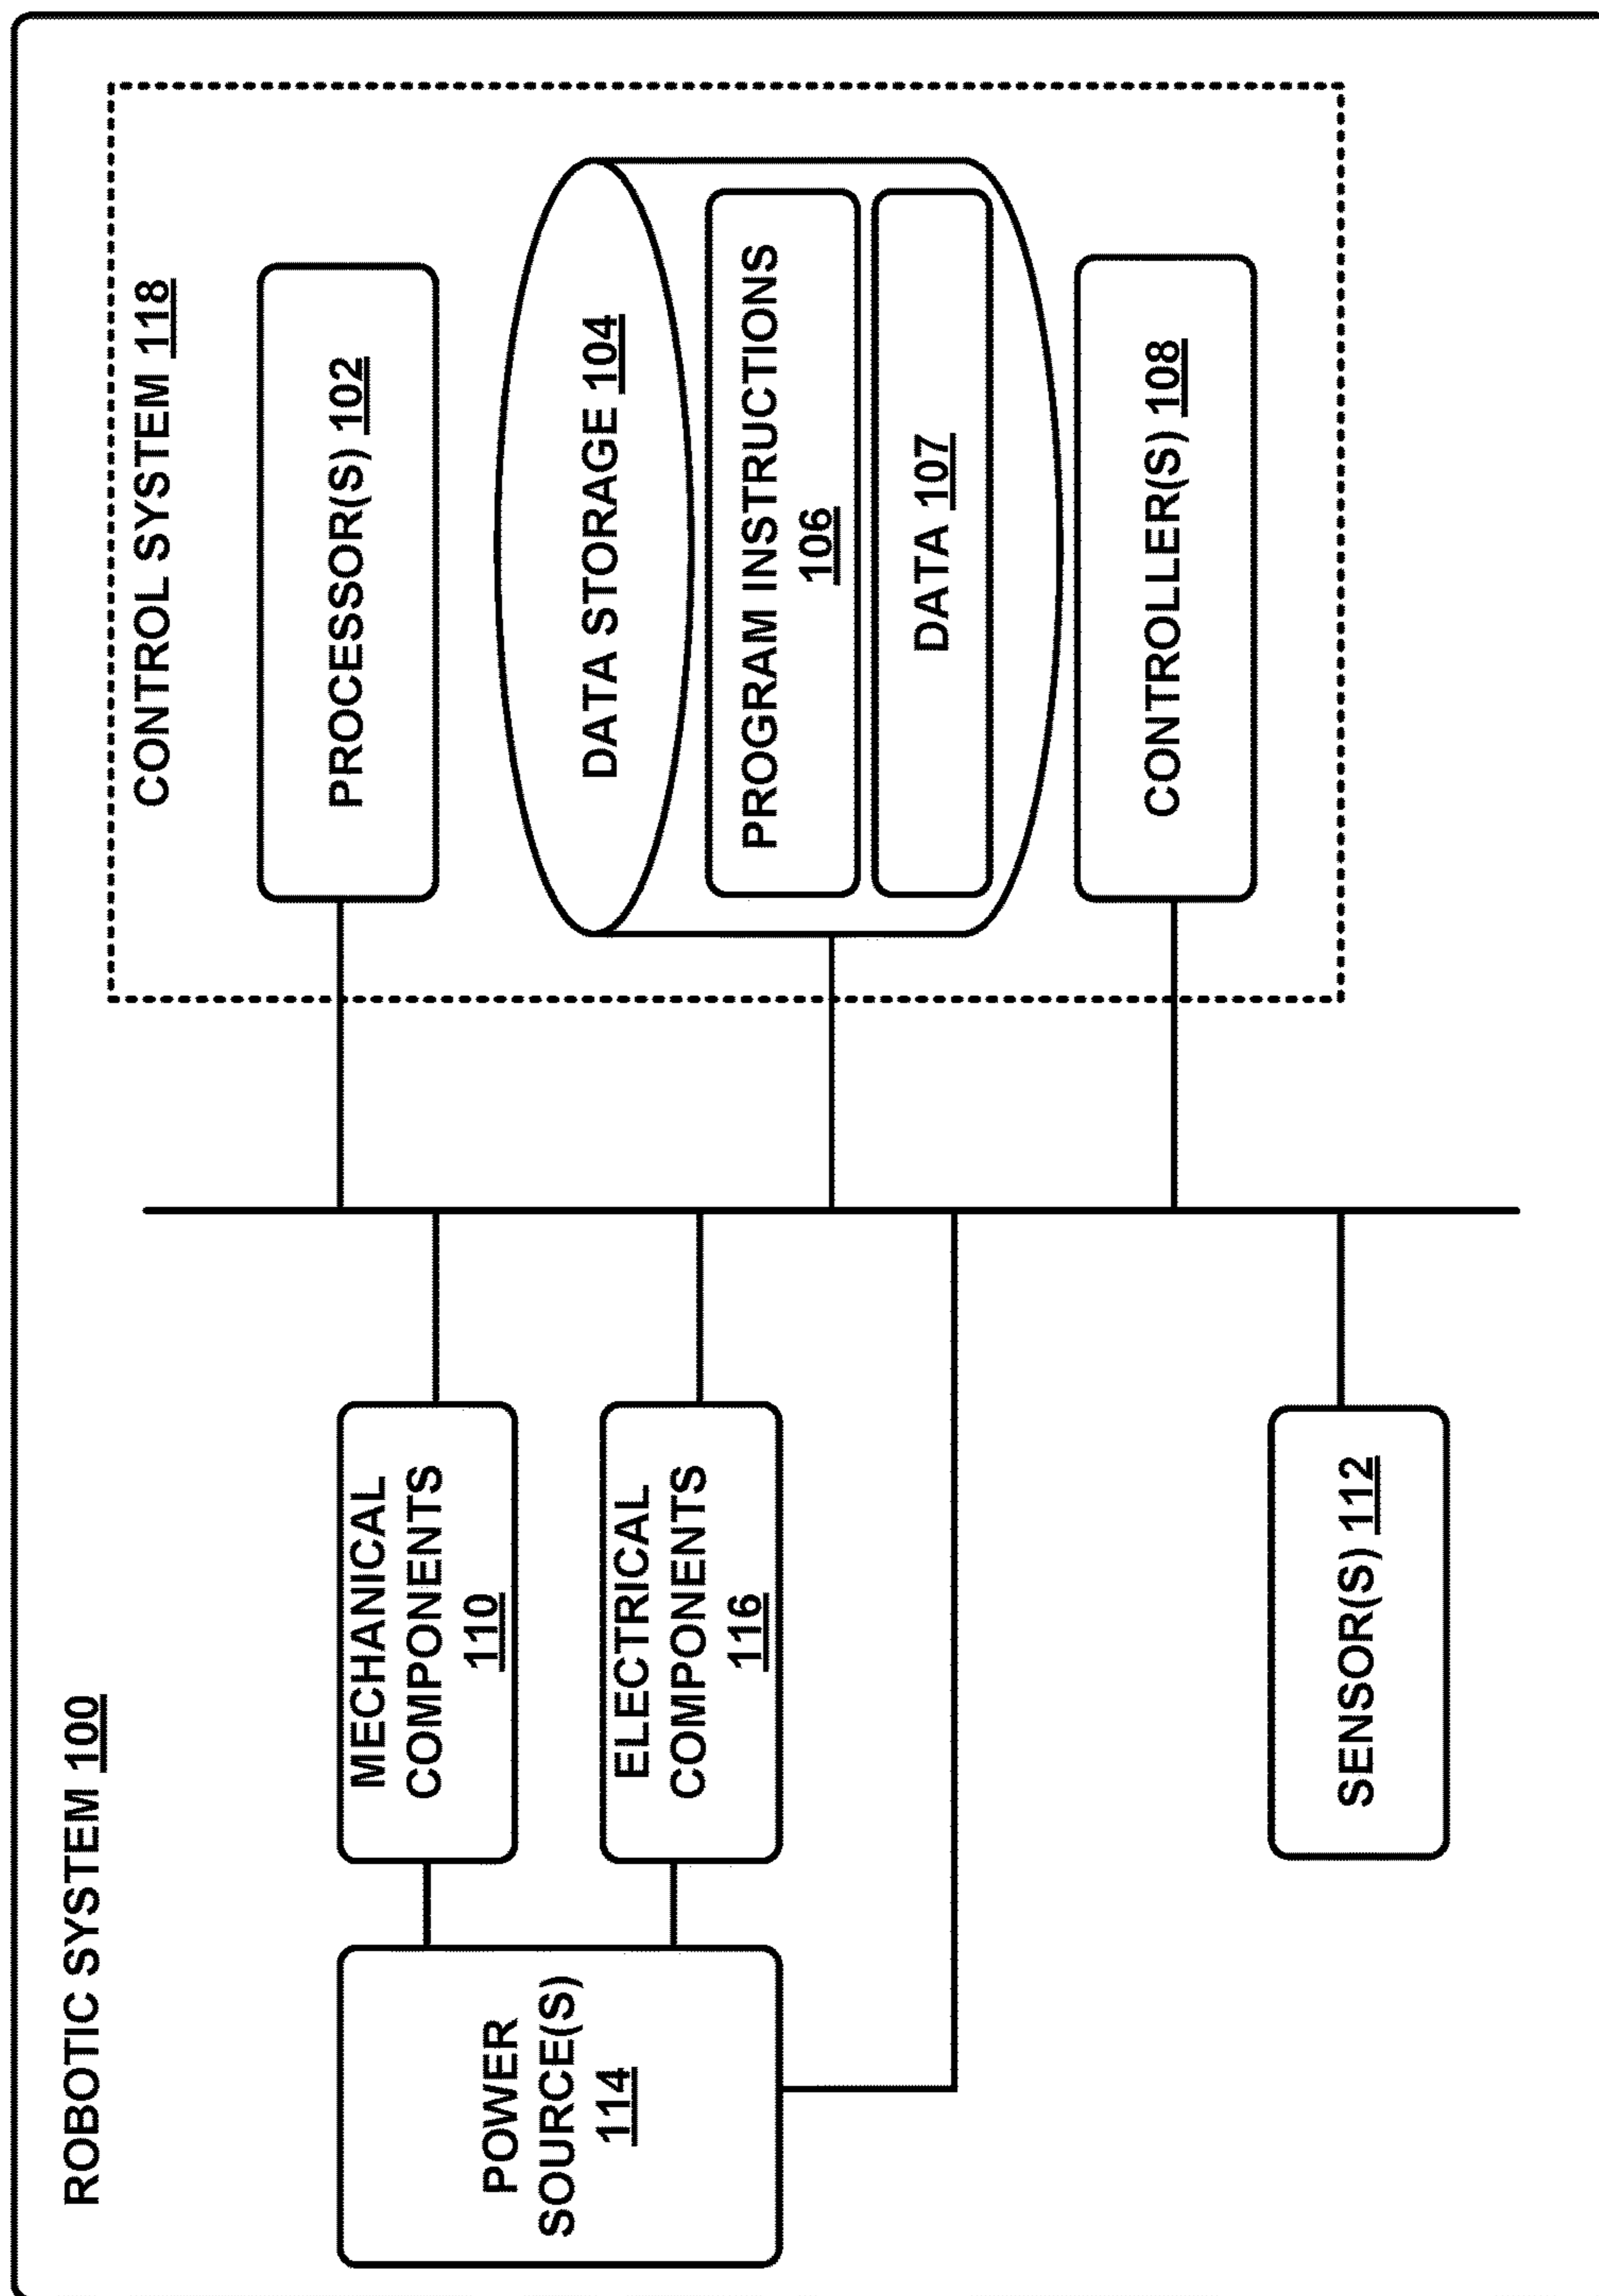 ROBOTIC SYSTEM 100
CONTROL SYSTEM 118
PROCESSOR(S) 102
DATA STORAGE 104
PROGRAM INSTRUCTIONS
106
DATA 107
CONTROLLER(S) 108
MECHANICAL
COMPONENTS
110
ELECTRICAL
COMPONENTS
116
POWER
SOURCE(S)
114
SENSOR(S) 112